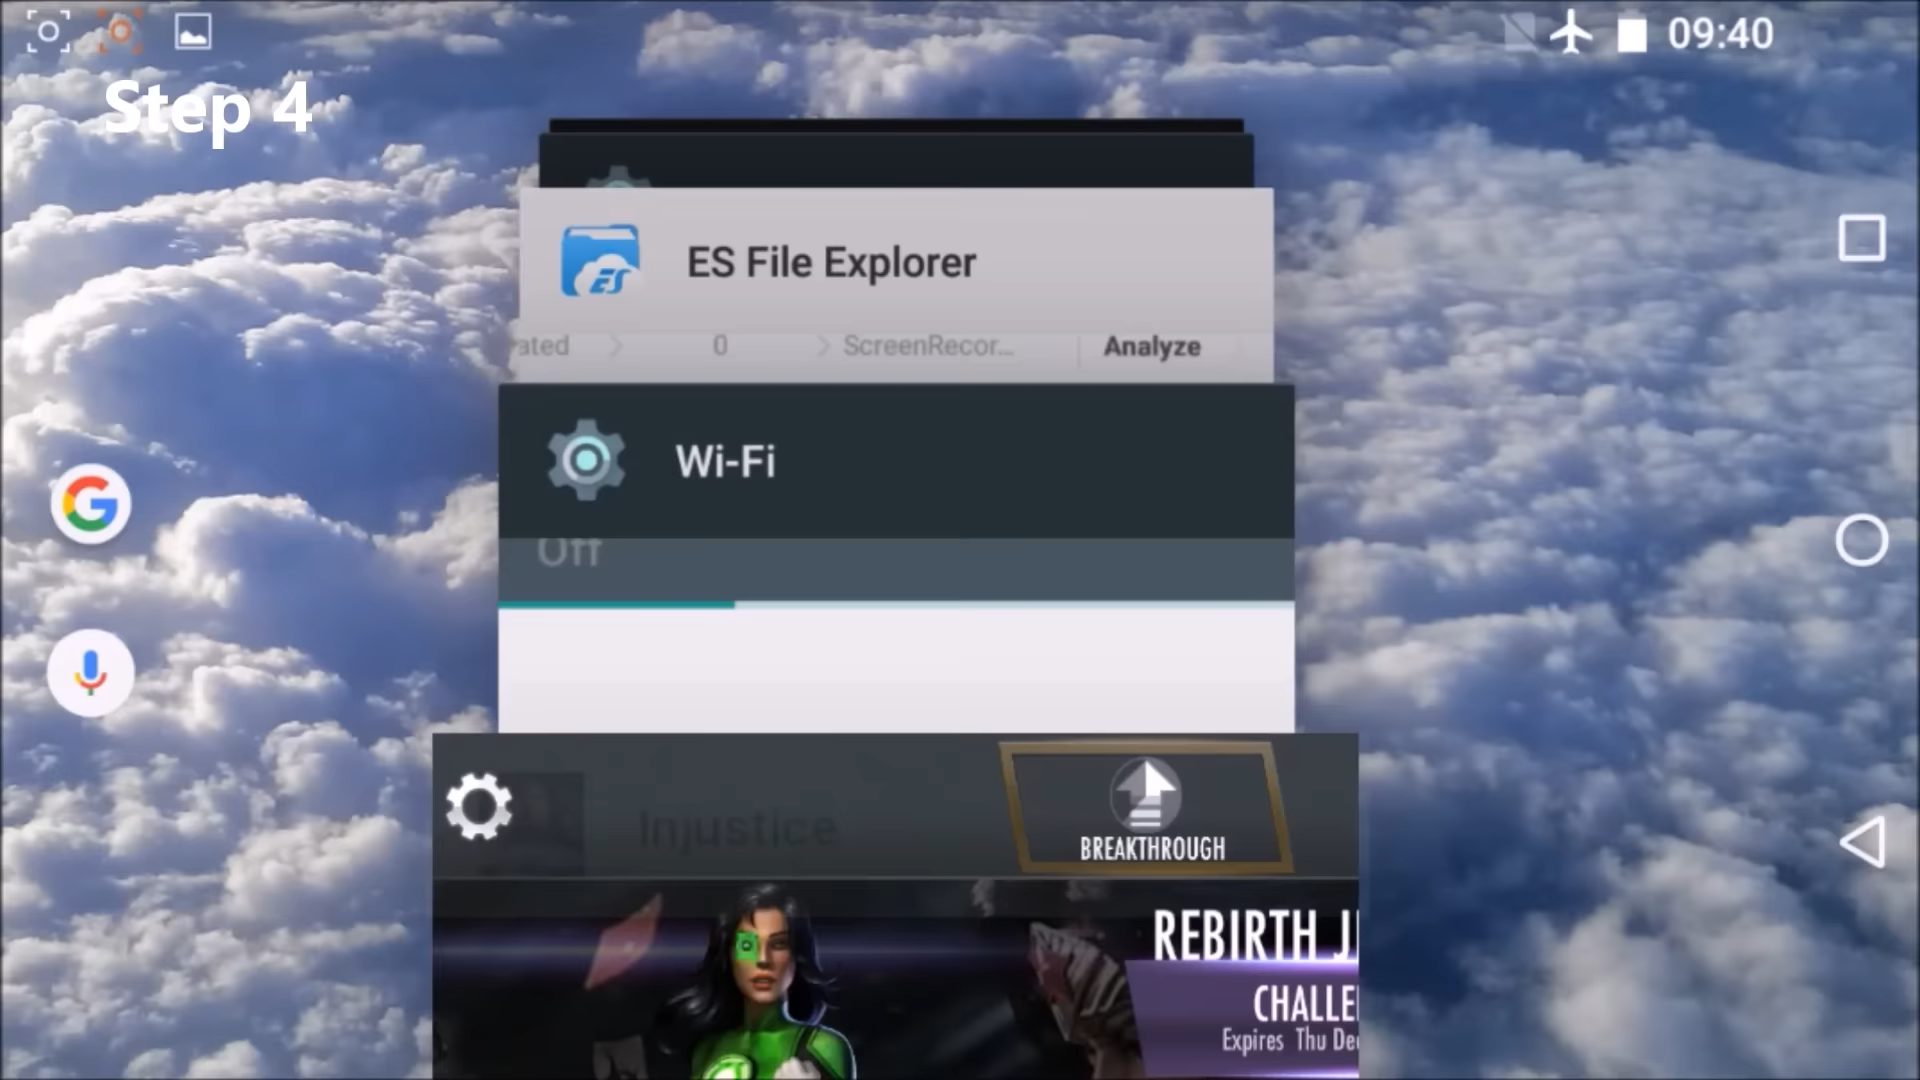 09:40
Step 4
ES File Explorer
ated
0
ScreenRecor...
Analyze
Wi-Fi
Off
Injustice
BREAKTHROUGH
REBIRTH J
CHALLE
Expires Thu De